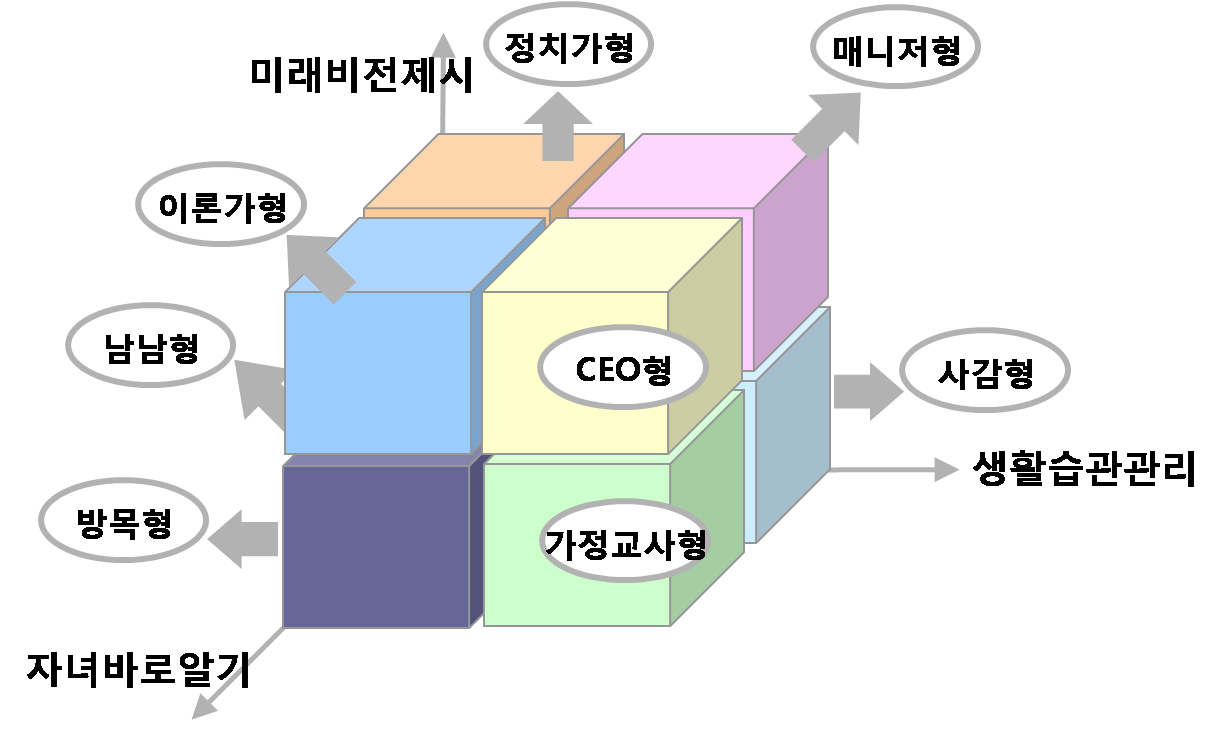 정치가형
매니저형
미래비전제시
이론가형
남남형
CEO형
사감형
생활습관관리
방목형
가정교사형
자녀바로알기